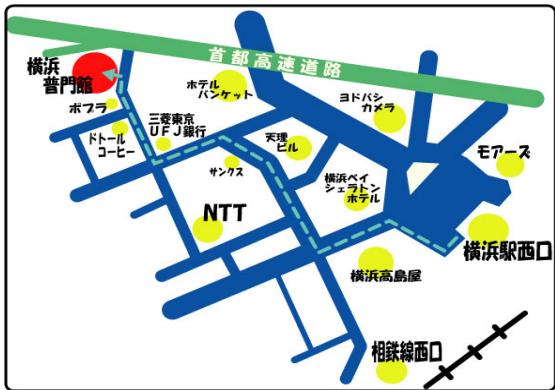 首都高速道路
横浜
普門館
ポプラ
ドトール
コーヒー
三菱東京
UFJ銀行
ホテル
バンケット
ヨドバシ
カメラ
天理
ビル
サンクス
モアーズ
横浜ベイ
シェラトン
ホテル
NTT
横浜駅西口
横浜高島屋
相鉄線西口